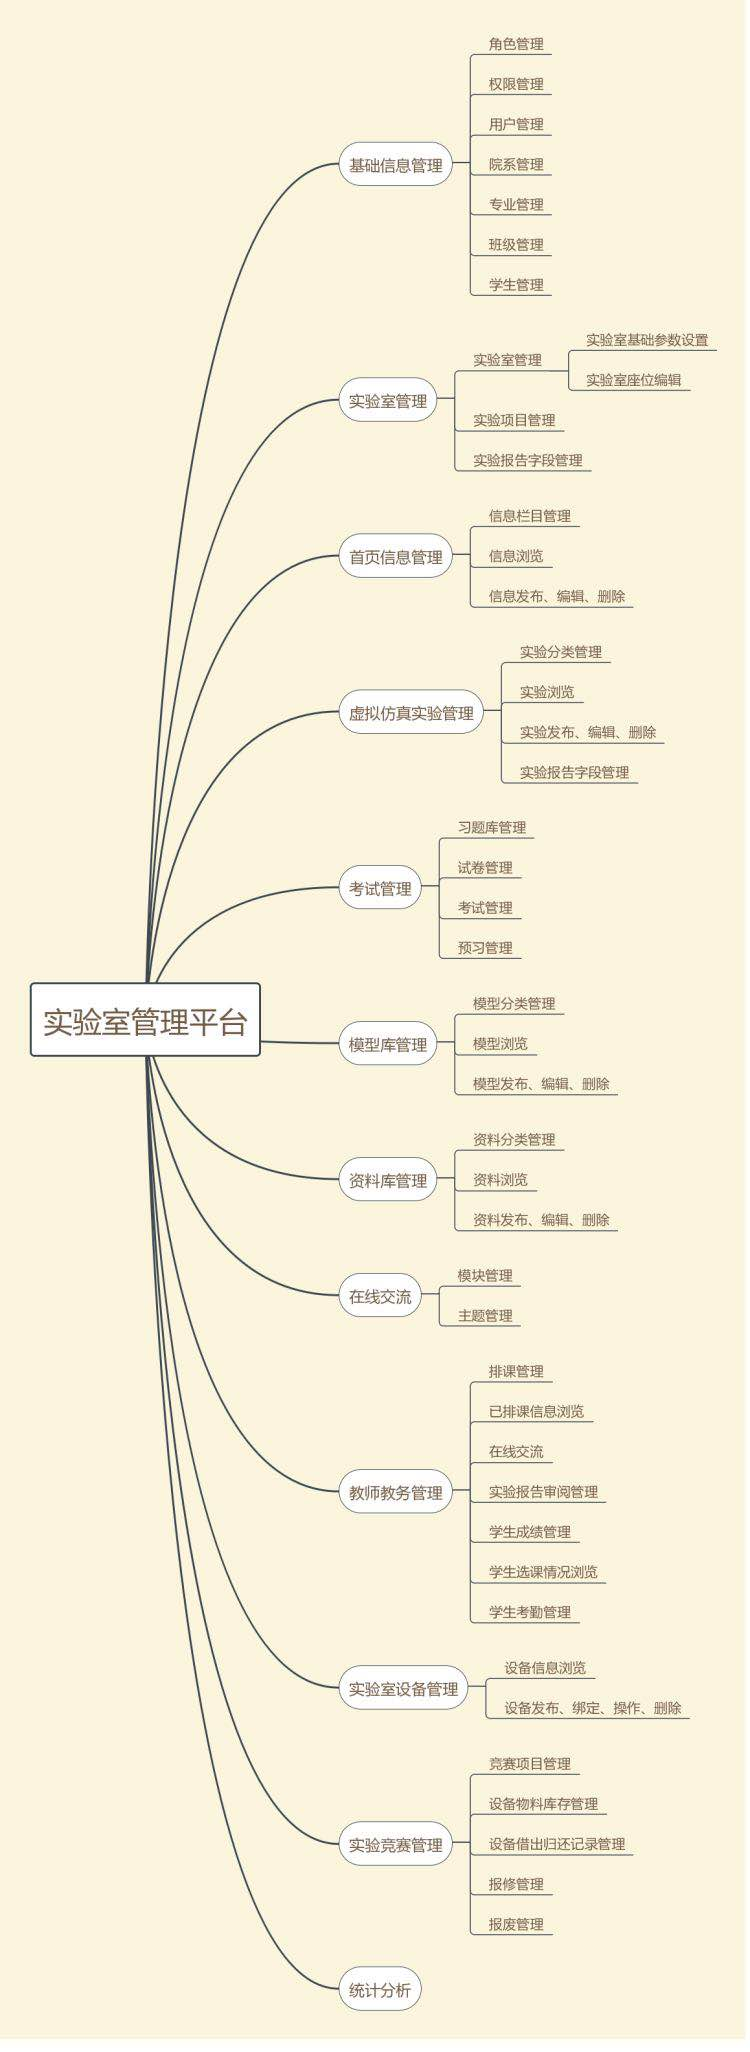 实验室管理平台
基础信息管理
角色管理
权限管理
用户管理
院系管理
专业管理
班级管理
学生管理
实验室管理
实验室管理
实验室基础参数设置
实验室座位编辑
实验项目管理
实验报告字段管理
首页信息管理
信息栏目管理
信息浏览
信息发布、编辑、删除
虚拟仿真实验管理
实验分类管理
实验浏览
实验发布、编辑、删除
实验报告字段管理
考试管理
习题库管理
试卷管理
考试管理
预习管理
模型库管理
模型分类管理
模型浏览
模型发布、编辑、删除
资料库管理
资料分类管理
资料浏览
资料发布、编辑、删除
在线交流
模块管理
主题管理
教师教务管理
排课管理
已排课信息浏览
在线交流
实验报告审阅管理
学生成绩管理
学生选课情况浏览
学生考勤管理
实验室设备管理
设备信息浏览
设备发布、绑定、操作、删除
实验竞赛管理
竞赛项目管理
设备物料库存管理
设备借出归还记录管理
报修管理
报废管理
统计分析